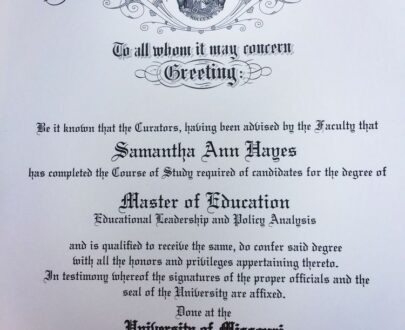 To all whom it may concern
Greeting:
Be it known that the Curators, having been advised by the Faculty that
Samantha Ann Hayes
has completed the Course of Study required of candidates for the degree of
Master of Education
Educational Leadership and Policy Analysis
and is qualified to receive the same, do confer said degree
with all the honors and privileges appertaining thereto.
In testimony whereof the signatures of the proper officials and the
seal of the University are affixed.
Done at the
University of Missouri